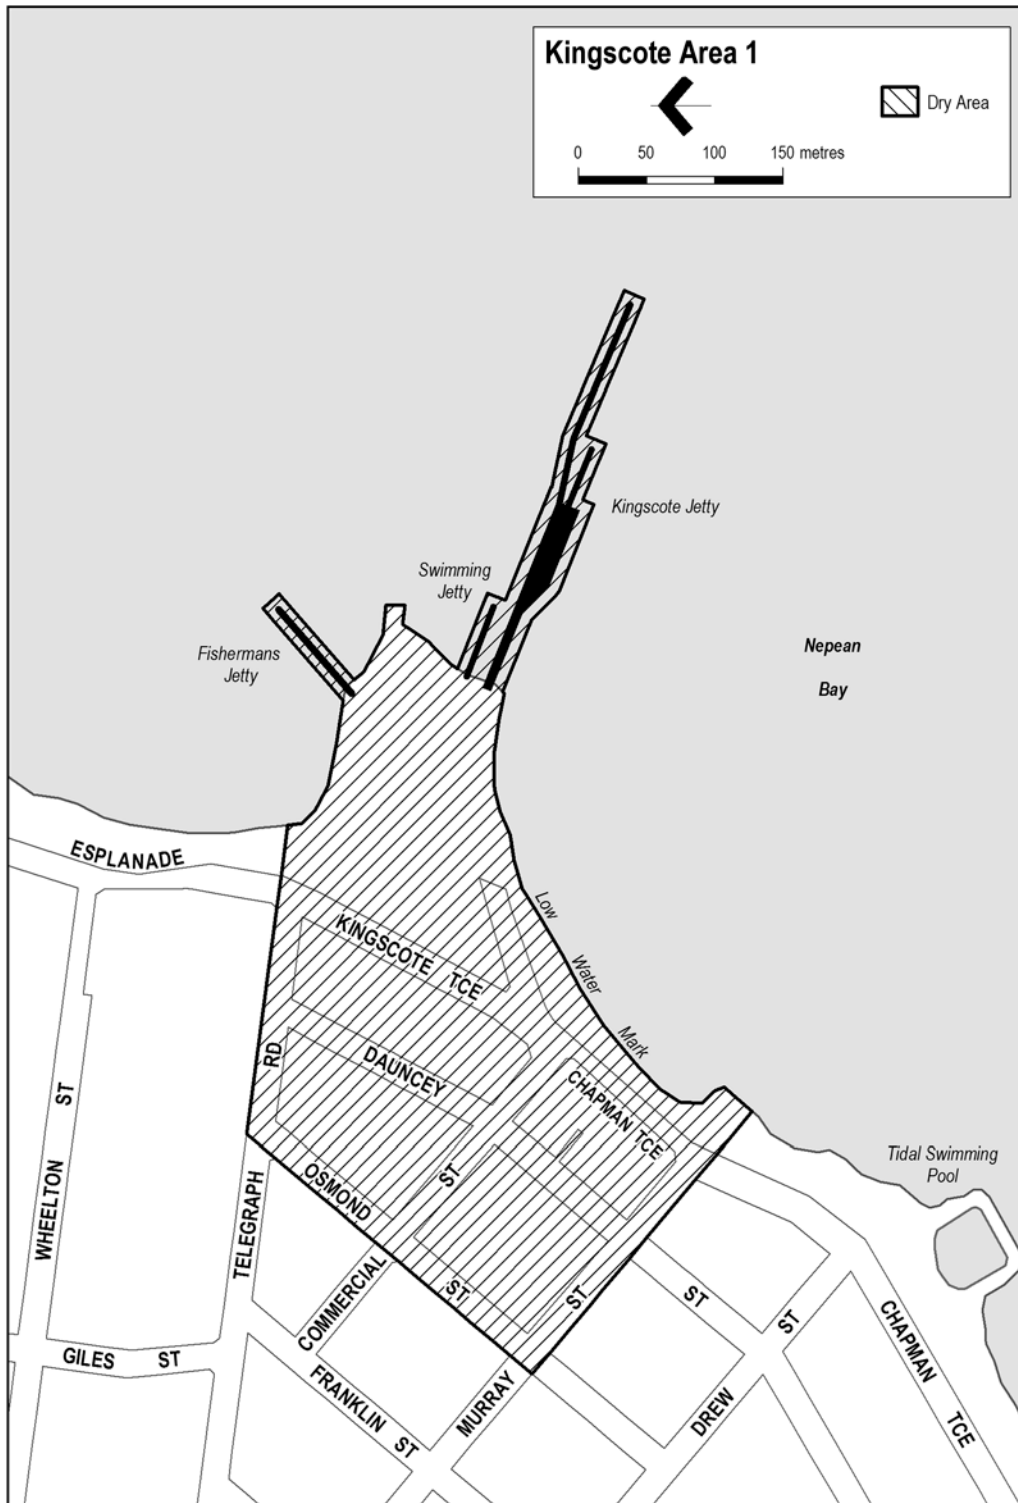 Kingscote Area 1
Dry Area
0 50 100 150 metres
Kingscote Jetty
Swimming
Jetty
Fishermans
Jetty
Nepean
Bay
ESPLANADE
KINGSCOTE TCE
Low
Water
Mark
RD
DAUNCEY
ST
CHAPMAN TCE
WHEELTON ST
TELEGRAPH
OSMOND
ST
COMMERCIAL
ST
ST
Tidal Swimming
Pool
GILES ST
FRANKLIN ST
MURRAY
DREW
ST
CHAPMAN TCE